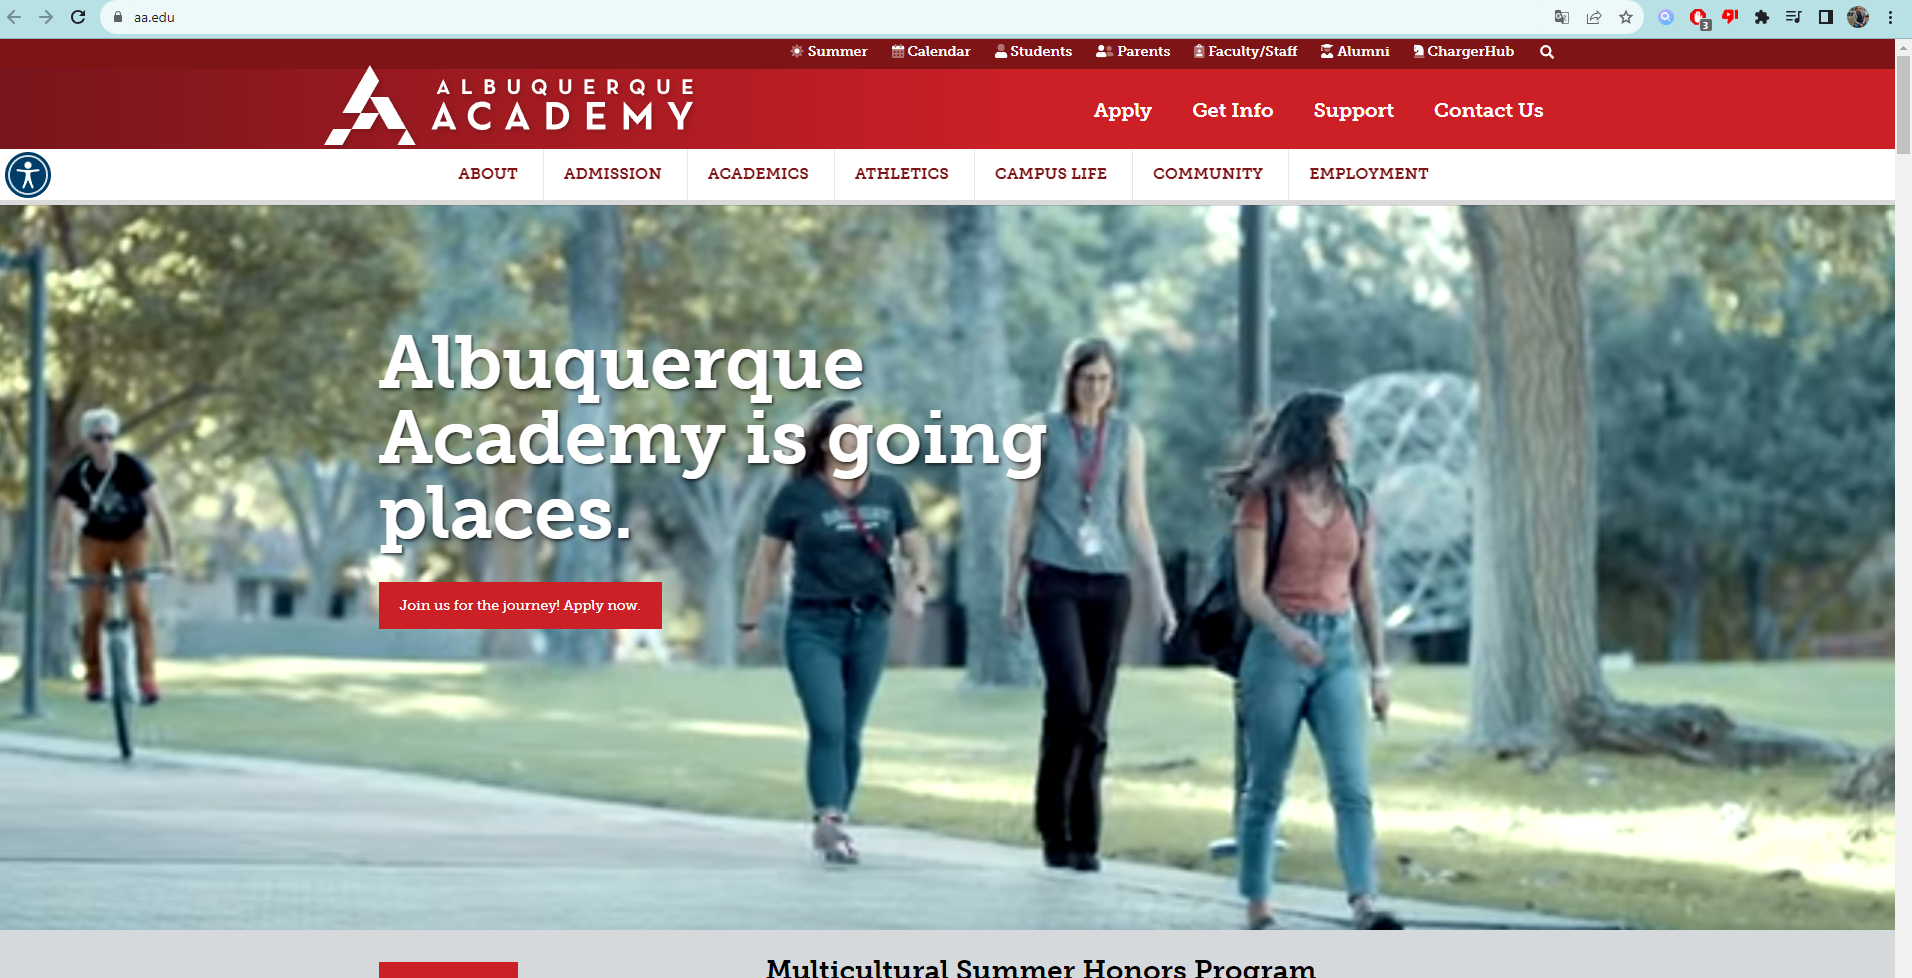 aa.edu
3
Summer Calendar Students Parents Faculty/Staff Alumni ChargerHub
ALBUQUERQUE
ACADEMY
Apply Get Info Support Contact Us
ABOUT ADMISSION ACADEMICS ATHLETICS CAMPUS LIFE COMMUNITY EMPLOYMENT
Albuquerque
Academy is going
places.
Join us for the journey! Apply now.
Multicultural Summer Honors Program